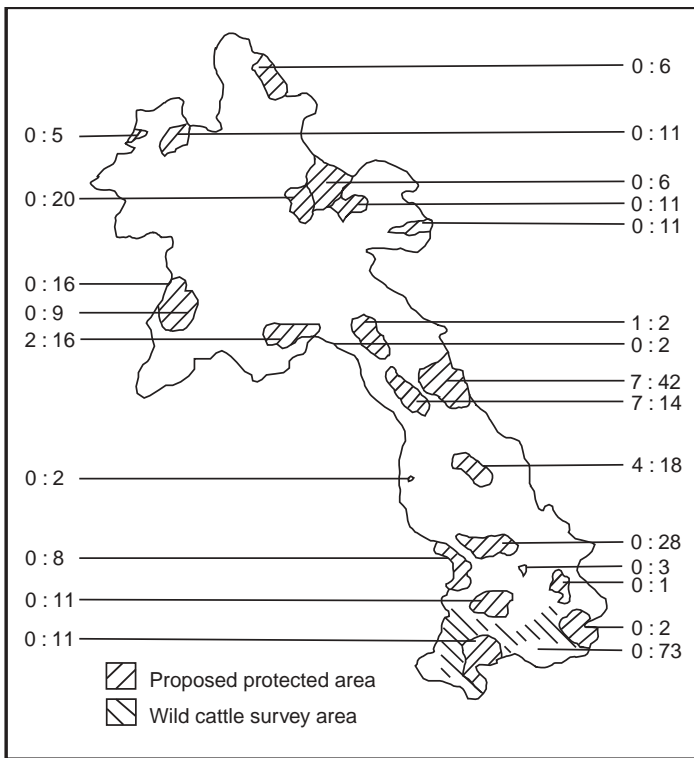 0 : 6
0 : 5
0 : 11
0 : 6
0 : 20
0 : 11
0 : 11
0 : 16
0 : 9
1 : 2
2 : 16
0 : 2
7 : 42
7 : 14
4 : 18
0 : 2
0 : 28
0 : 8
0 : 3
0 : 1
0 : 11
0 : 2
0 : 11
0 : 73
Proposed protected area
Wild cattle survey area